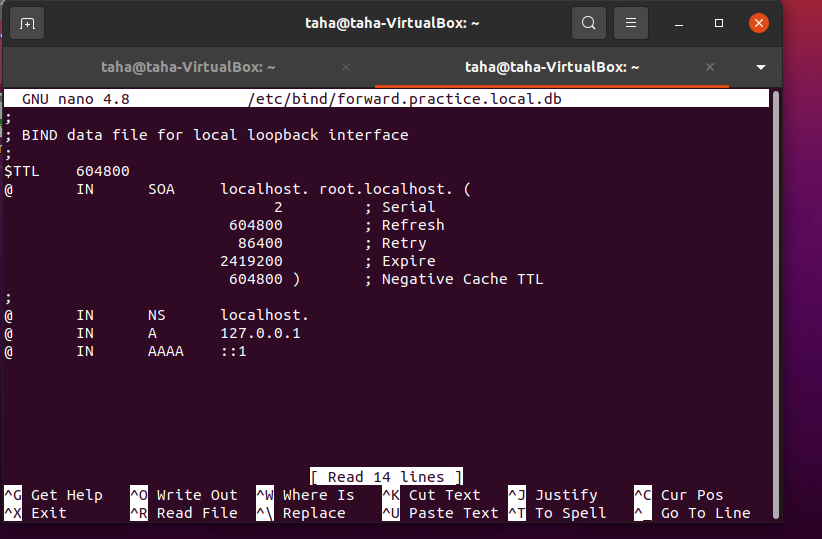 taha@taha-VirtualBox: ~
taha@taha-VirtualBox: ~
taha@taha-VirtualBox: ~
GNU nano 4.8 /etc/bind/forward.practice.local.db
;
; BIND data file for local loopback interface
;
$TTL 604800
@ IN SOA localhost. root.localhost. (
2 ; Serial
604800 ; Refresh
86400 ; Retry
2419200 ; Expire
604800 ) ; Negative Cache TTL
;
@ IN NS localhost.
@ IN A 127.0.0.1
@ IN AAAA ::1
[ Read 14 lines ]
^G Get Help ^O Write Out ^W Where Is ^K Cut Text ^J Justify ^C Cur Pos
^X Exit ^R Read File ^\ Replace ^U Paste Text ^T To Spell ^_ Go To Line